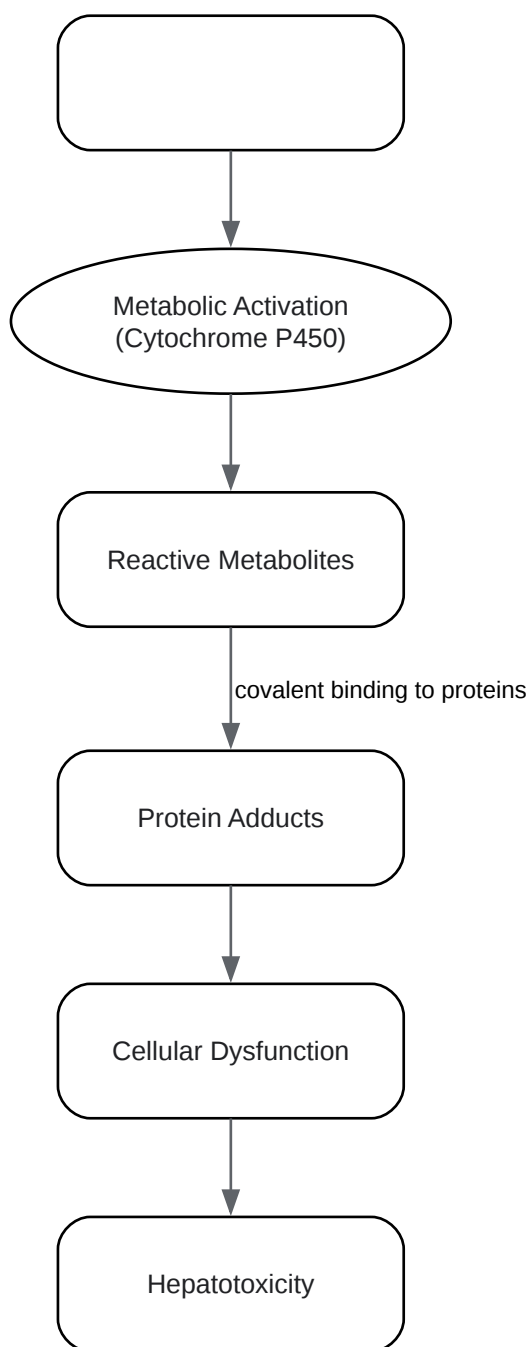 Metabolic Activation
(Cytochrome P450)
Reactive Metabolites
covalent binding to proteins
Protein Adducts
Cellular Dysfunction
Hepatotoxicity